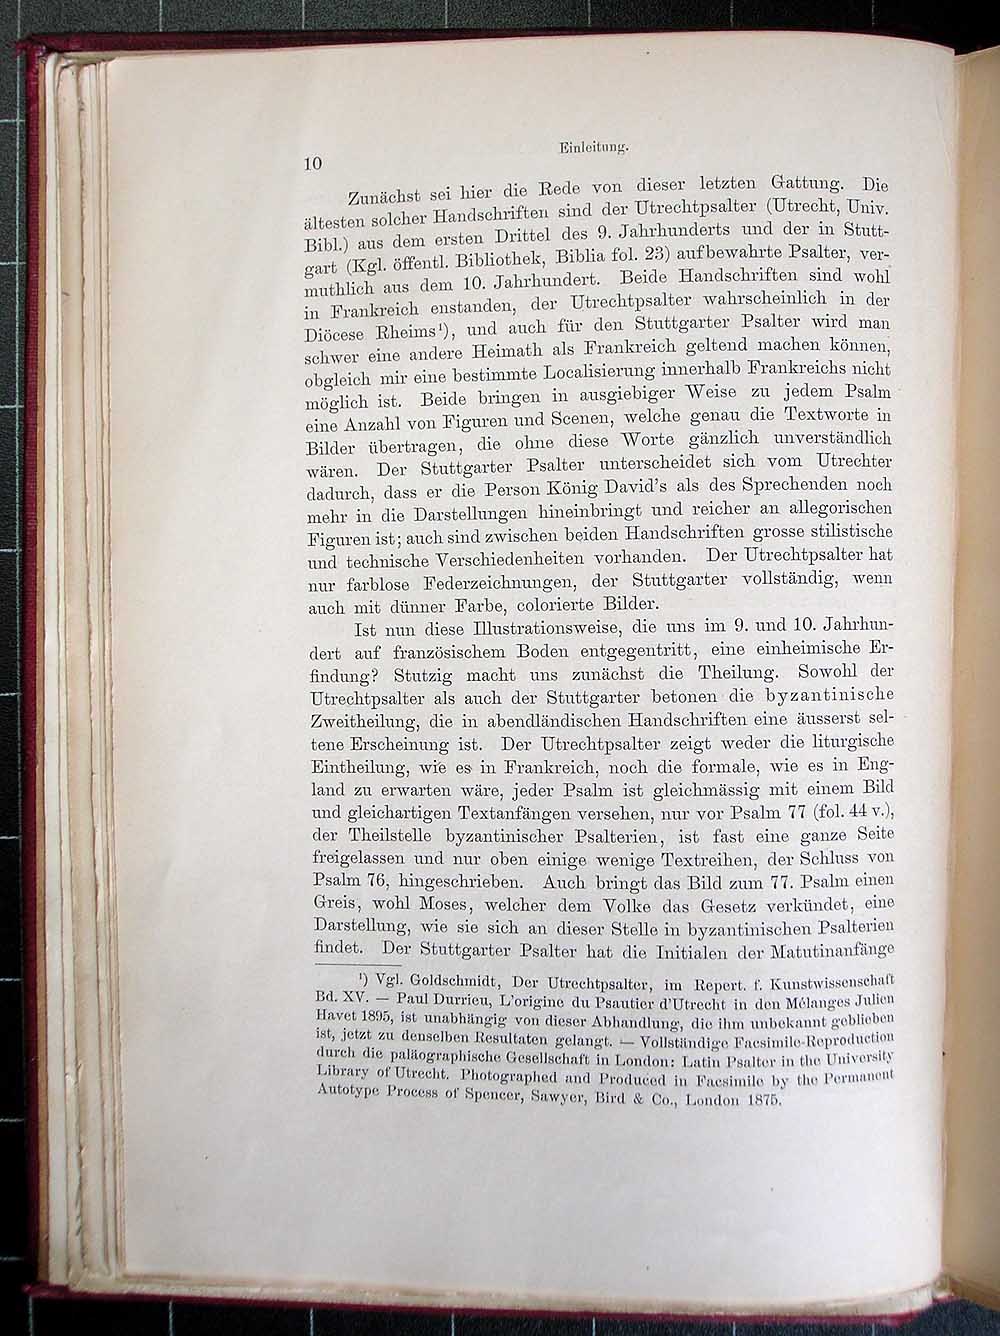 Einleitung.
10
Zunächst sei hier die Rede von dieser letzten Gattung. Die
ältesten solcher Handschriften sind der Utrechtpsalter (Utrecht, Univ.
Bibl.) aus dem ersten Drittel des 9. Jahrhunderts und der in Stutt-
gart (Kgl. öffentl. Bibliothek, Biblia fol. 23) aufbewahrte Psalter, ver-
muthlich aus dem 10. Jahrhundert. Beide Handschriften sind wohl
in Frankreich enstanden, der Utrechtpsalter wahrscheinlich in der
Diöcese Rheims¹), und auch für den Stuttgarter Psalter wird man
schwer eine andere Heimath als Frankreich geltend machen können,
obgleich mir eine bestimmte Localisierung innerhalb Frankreichs nicht
möglich ist. Beide bringen in ausgiebiger Weise zu jedem Psalm
eine Anzahl von Figuren und Scenen, welche genau die Textworte in
Bilder übertragen, die ohne diese Worte gänzlich unverständlich
wären. Der Stuttgarter Psalter unterscheidet sich vom Utrechter
dadurch, dass er die Person König David's als des Sprechenden noch
mehr in die Darstellungen hineinbringt und reicher an allegorischen
Figuren ist; auch sind zwischen beiden Handschriften grosse stilistische
und technische Verschiedenheiten vorhanden. Der Utrechtpsalter hat
nur farblose Federzeichnungen, der Stuttgarter vollständig, wenn
auch mit dünner Farbe, colorierte Bilder.
Ist nun diese Illustrationsweise, die uns im 9. und 10. Jahrhun-
dert auf französischem Boden entgegentritt, eine einheimische Er-
findung? Stutzig macht uns zunächst die Theilung. Sowohl der
Utrechtpsalter als auch der Stuttgarter betonen die byzantinische
Zweitheilung, die in abendländischen Handschriften eine äusserst sel-
tene Erscheinung ist. Der Utrechtpsalter zeigt weder die liturgische
Eintheilung, wie es in Frankreich, noch die formale, wie es in Eng-
land zu erwarten wäre, jeder Psalm ist gleichmässig mit einem Bild
und gleichartigen Textanfängen versehen, nur vor Psalm 77 (fol. 44 v.),
der Theilstelle byzantinischer Psalterien, ist fast eine ganze Seite
freigelassen und nur oben einige wenige Textreihen, der Schluss von
Psalm 76, hingeschrieben. Auch bringt das Bild zum 77. Psalm einen
Greis, wohl Moses, welcher dem Volke das Gesetz verkündet, eine
Darstellung, wie sie sich an dieser Stelle in byzantinischen Psalterien
findet. Der Stuttgarter Psalter hat die Initialen der Matutinanfänge
¹) Vgl. Goldschmidt, Der Utrechtpsalter, im Repert. f. Kunstwissenschaft
Bd. XV. — Paul Durrieu, L'origine du Psautier d'Utrecht in den Mélanges Julien
Havet 1895, ist unabhängig von dieser Abhandlung, die ihm unbekannt geblieben
ist, jetzt zu denselben Resultaten gelangt. — Vollständige Facsimile-Reproduction
durch die paläographische Gesellschaft in London: Latin Psalter in the University
Library of Utrecht. Photographed and Produced in Facsimile by the Permanent
Autotype Process of Spencer, Sawyer, Bird & Co., London 1875.